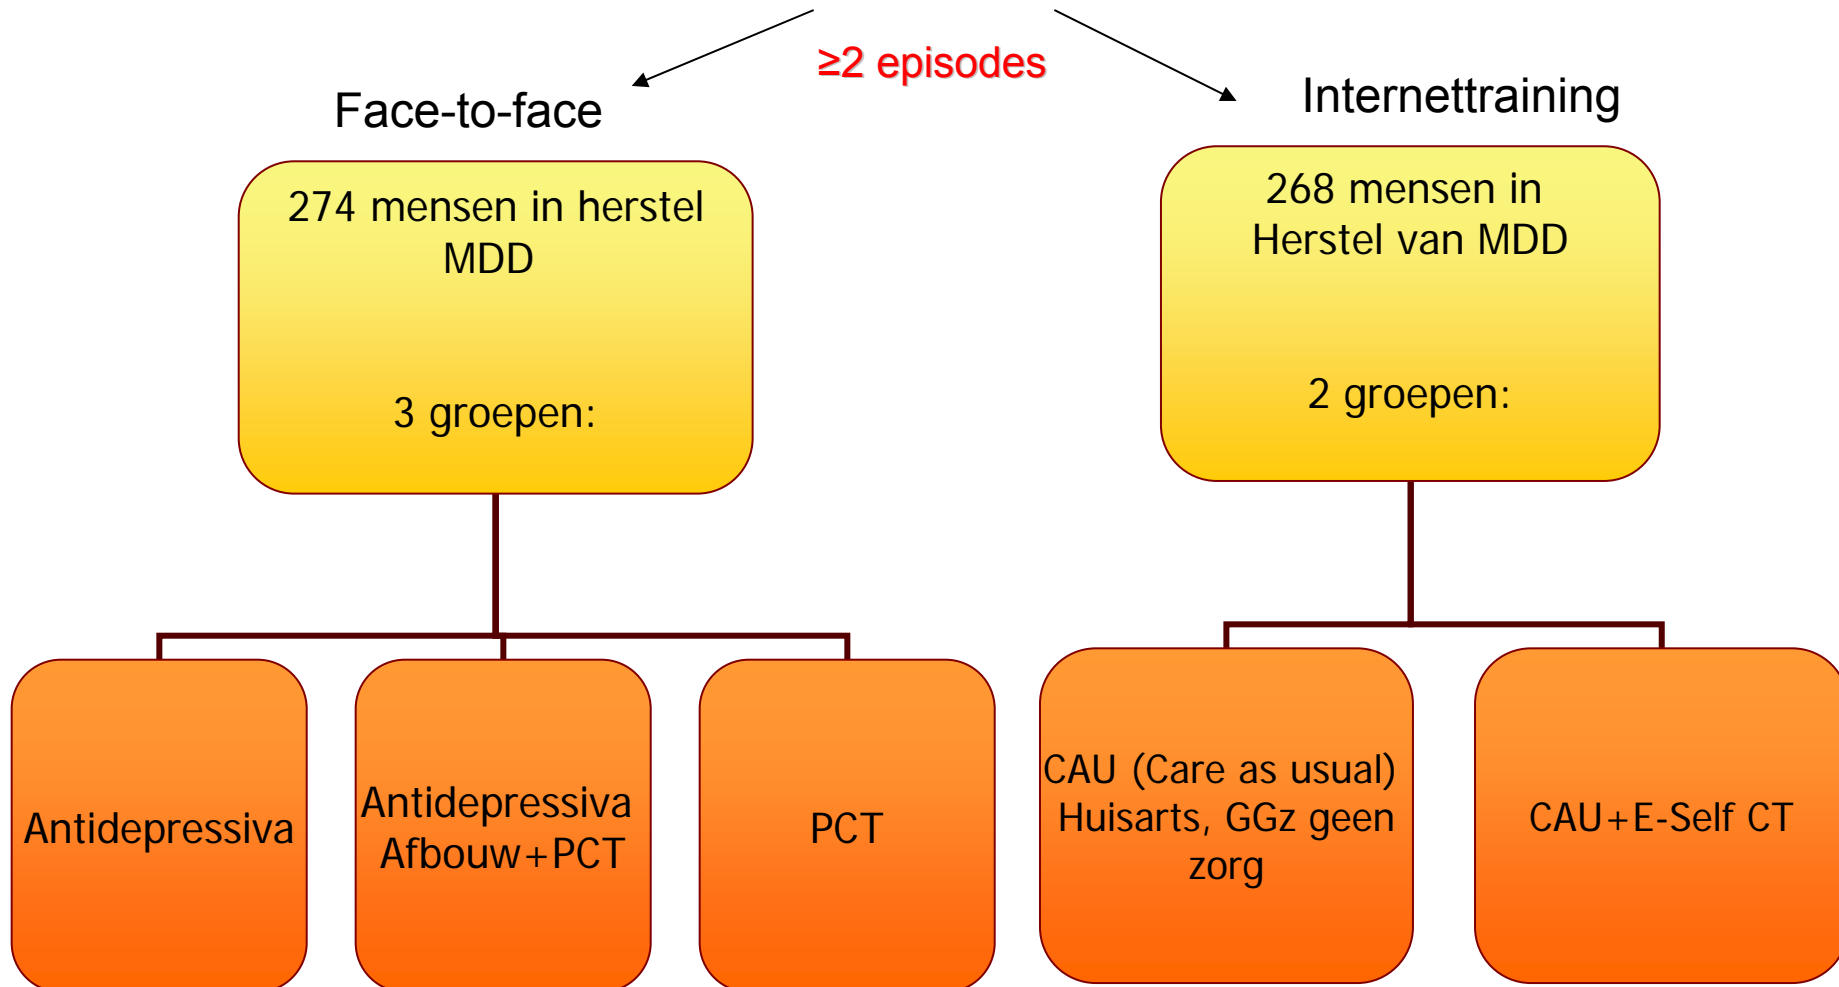 ≥2 episodes
Face-to-face
Internettraining
274 mensen in herstel
MDD
3 groepen:
268 mensen in
Herstel van MDD
2 groepen:
Antidepressiva
Antidepressiva
Afbouw+PCT
PCT
CAU (Care as usual)
Huisarts, GGz geen
zorg
CAU+E-Self CT